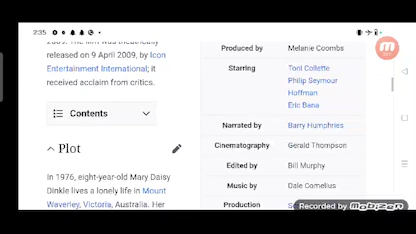 2:35
2009. The film was theatrically
released on 9 April 2009, by Icon
Entertainment International; it
received acclaim from critics.
Contents
Plot
In 1976, eight-year-old Mary Daisy
Dinkle lives a lonely life in Mount
Waverley, Victoria, Australia. Her
Produced by Melanie Coombs
Starring Toni Collette
Philip Seymour
Hoffman
Eric Bana
Narrated by Barry Humphries
Cinematography Gerald Thompson
Edited by Bill Murphy
Music by Dale Cornelius
Production
Recorded by Mobizen